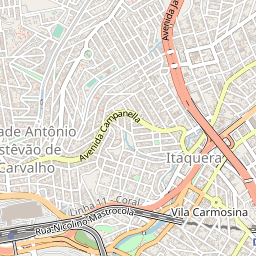 Avenida Ja
Avenida Campanella
ade Antônio
stêvão de
Carvalho
Itaquera
Linha 11 - Coral
Rua Nicolino Mastrocola
Vila Carmosina